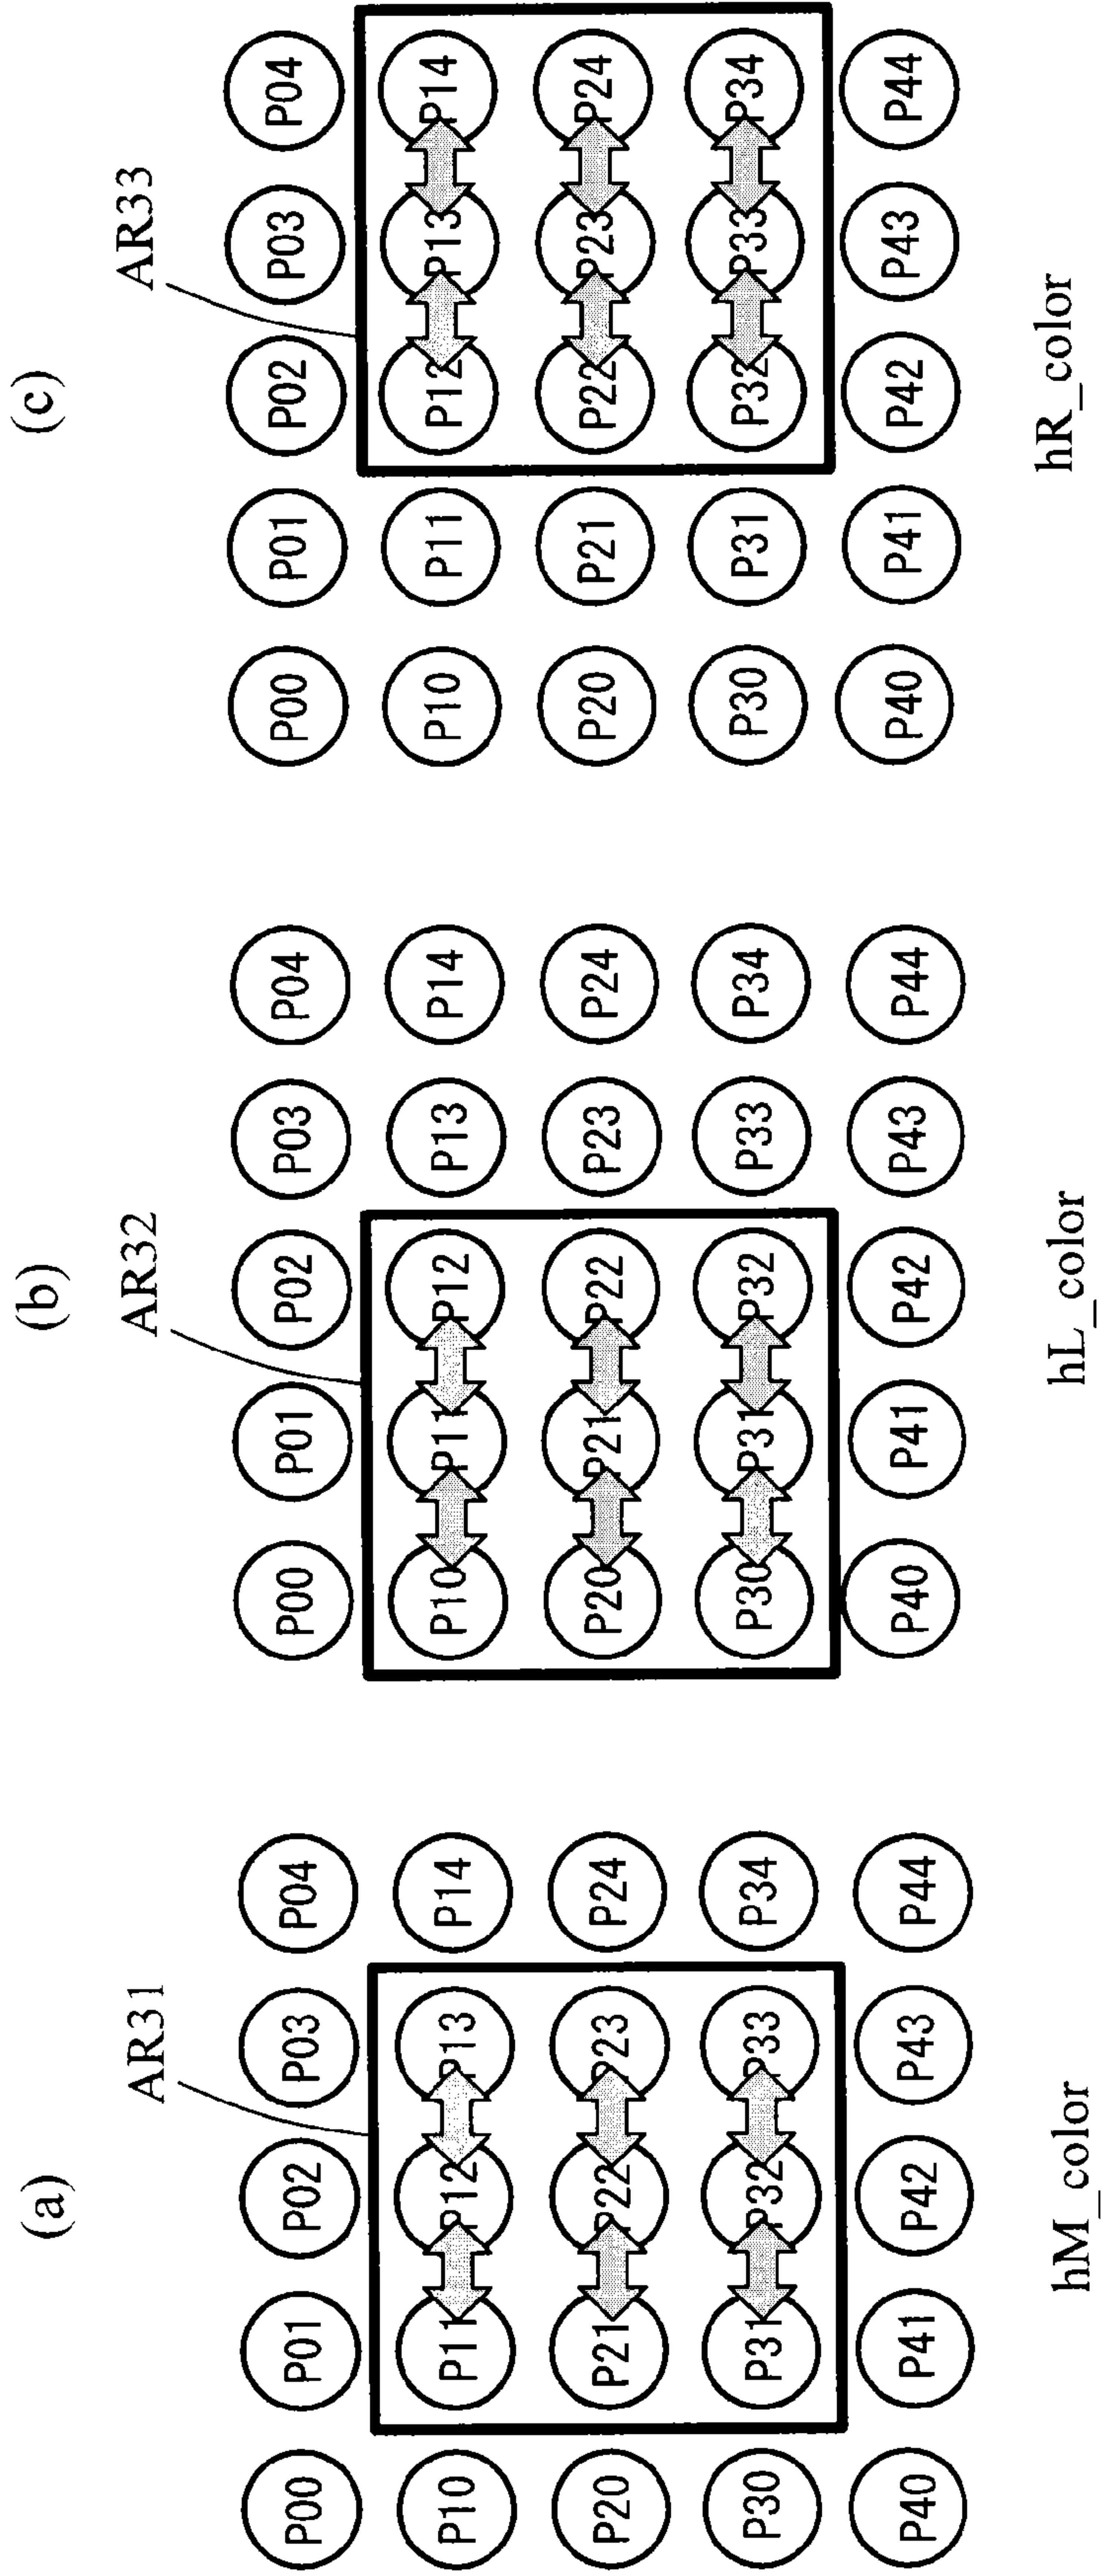 (a)
AR31
P00 P01 P02 P03 P04
P10 P11 P12 P13 P14
P20 P21 P22 P23 P24
P30 P31 P32 P33 P34
P40 P41 P42 P43 P44
hM_color
(b)
AR32
P00 P01 P02 P03 P04
P10 P11 P12 P13 P14
P20 P21 P22 P23 P24
P30 P31 P32 P33 P34
P40 P41 P42 P43 P44
hL_color
(c)
AR33
P00 P01 P02 P03 P04
P10 P11 P12 P13 P14
P20 P21 P22 P23 P24
P30 P31 P32 P33 P34
P40 P41 P42 P43 P44
hR_color